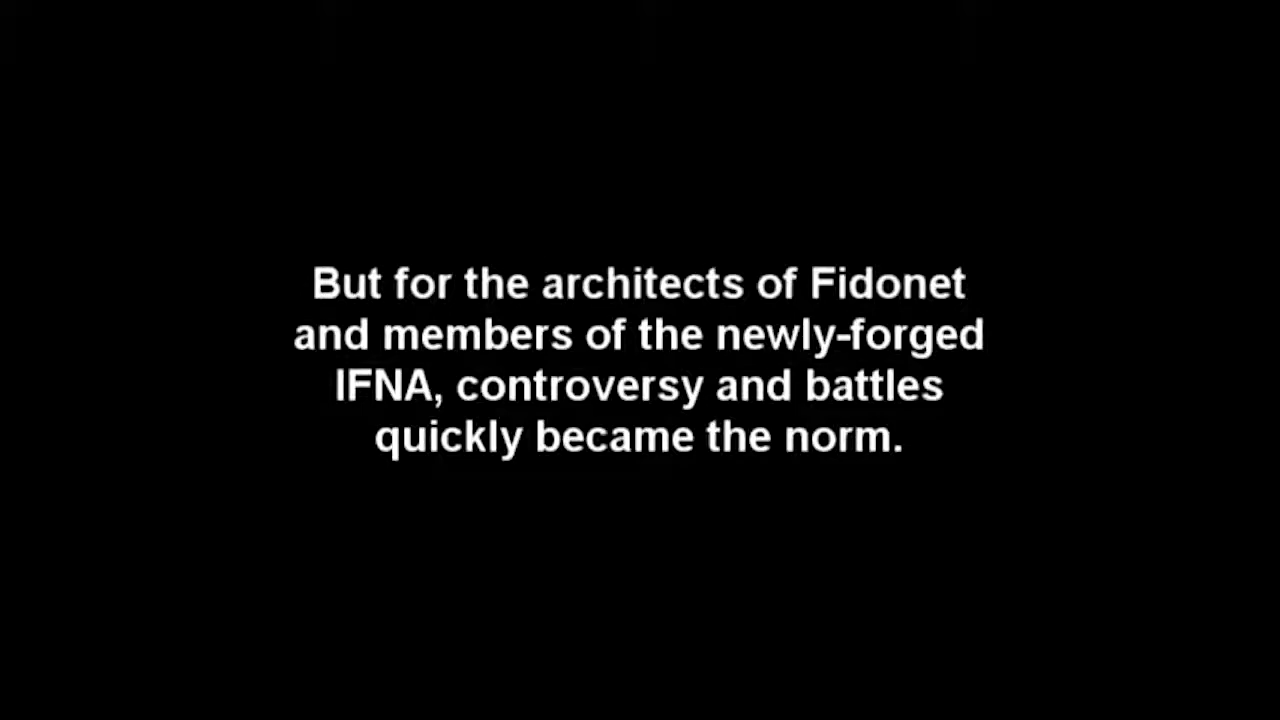 But for the architects of Fidonet
and members of the newly-forged
IFNA, controversy and battles
quickly became the norm.